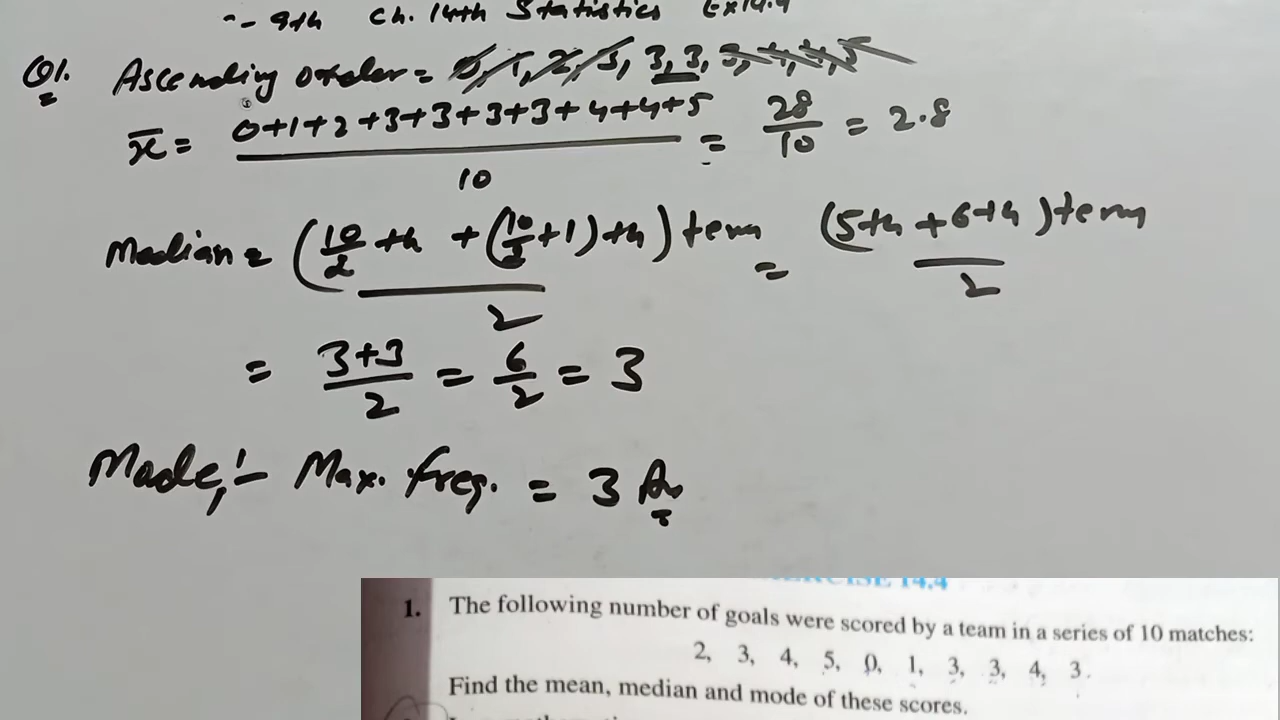 9th Ch. 14th Statistics Ex14.4
Q1. Ascending order = 0, 1, 2, 3, 3, 3, 3, 4, 4, 5
x̄ = (0+1+2+3+3+3+3+4+4+5)/10 = 28/10 = 2.8
Median = ((10/2 th + (10/2 + 1) th) term)/2 = ((5th + 6th) term)/2
= (3+3)/2 = 6/2 = 3
Mode :- Max. freq. = 3
14.4
1. The following number of goals were scored by a team in a series of 10 matches:
2, 3, 4, 5, 0, 1, 3, 3, 4, 3.
Find the mean, median and mode of these scores.